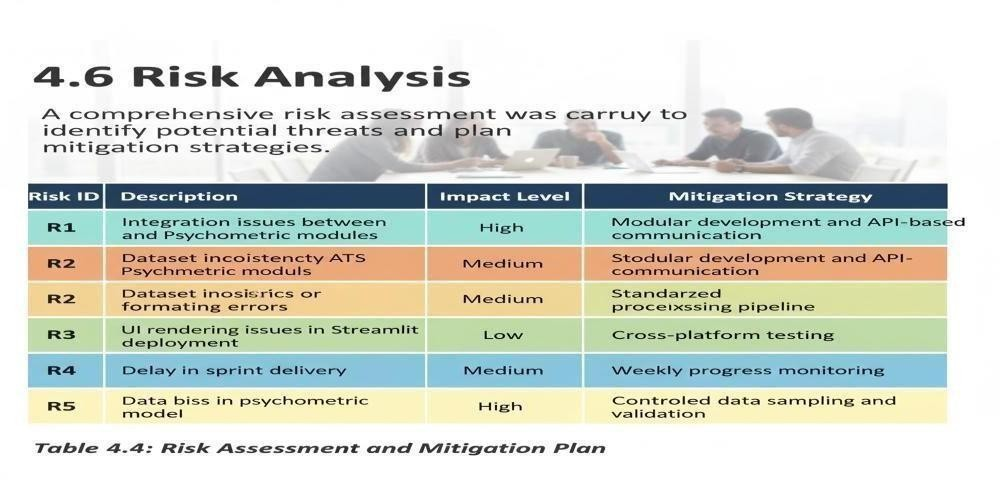 4.6 Risk Analysis
A comprehensive risk assessment was carruy to
identify potential threats and plan
mitigation strategies.
Risk ID Description Impact Level Mitigation Strategy
R1 Integration issues between High Modular development and API-based
and Psychometric modules communication
R2 Dataset incoistencty ATS Medium Stodular development and API-
Psychmetric moduls communication
R2 Dataset inosisrics or Medium Standarzed
formating errors proceixssing pipeline
R3 UI rendering issues in Streamlit Low Cross-platform testing
deployment
R4 Delay in sprint delivery Medium Weekly progress monitoring
R5 Data biss in psychometric High Controled data sampling and
model validation
Table 4.4: Risk Assessment and Mitigation Plan